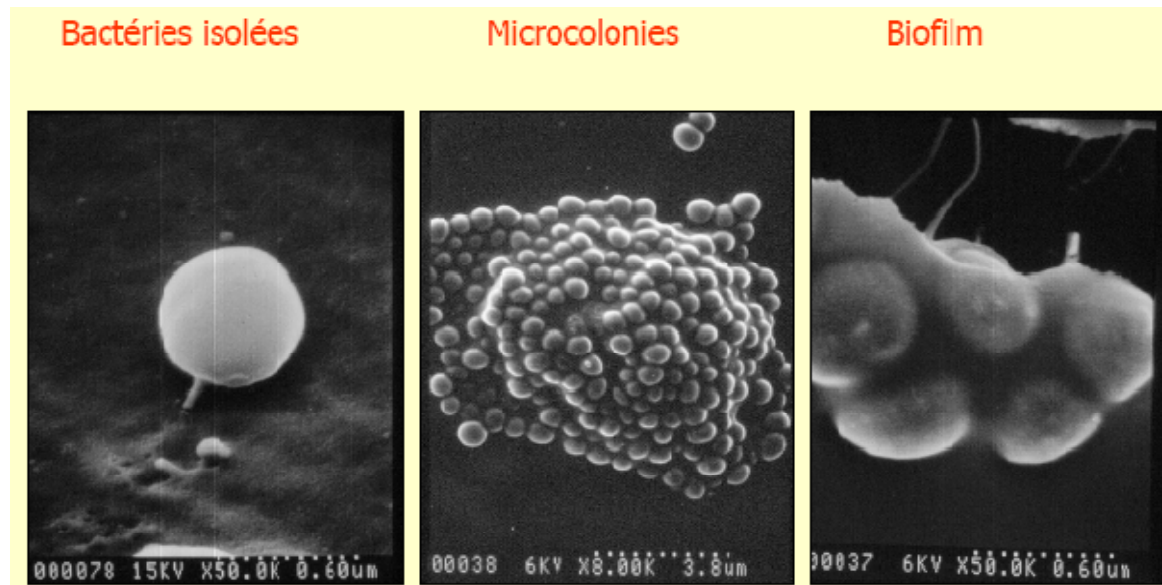 Bactéries isolées
Microcolonies
Biofilm
000078 15KV X50.0K 0.60um
00038 6KV X8.00K 3.8um
00037 6KV X50.0K 0.60um